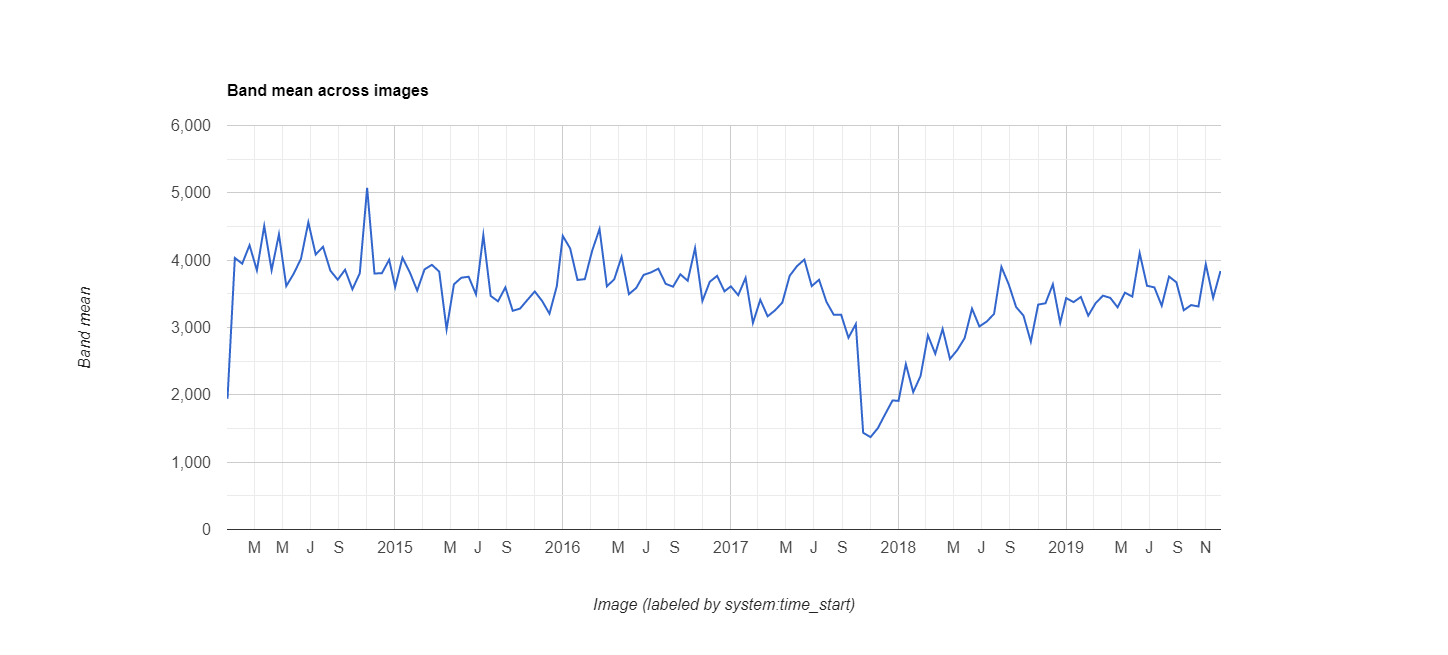 Band mean across images
6,000
5,000
4,000
3,000
2,000
1,000
0
Band mean
M M J S 2015 M J S 2016 M J S 2017 M J S 2018 M J S 2019 M J S N
Image (labeled by system:time_start)